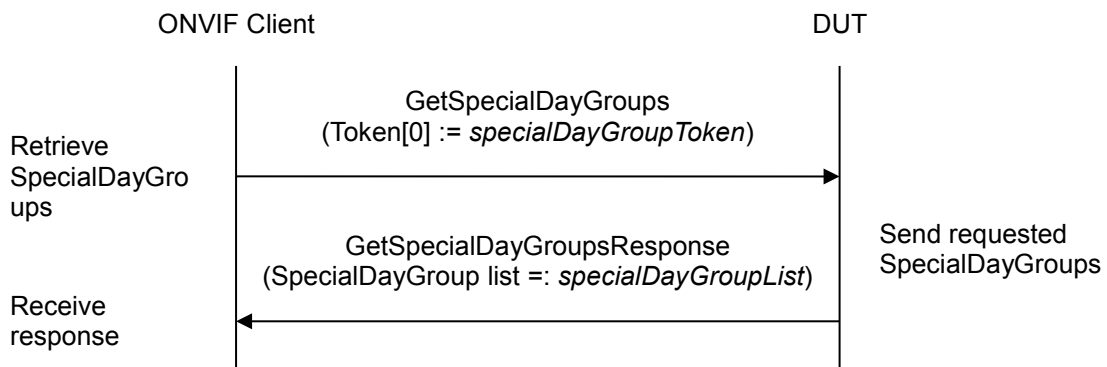 ONVIF Client
DUT
GetSpecialDayGroups
(Token[0] := specialDayGroupToken)
Retrieve
SpecialDayGro
ups
GetSpecialDayGroupsResponse
(SpecialDayGroup list =: specialDayGroupList)
Send requested
SpecialDayGroups
Receive
response